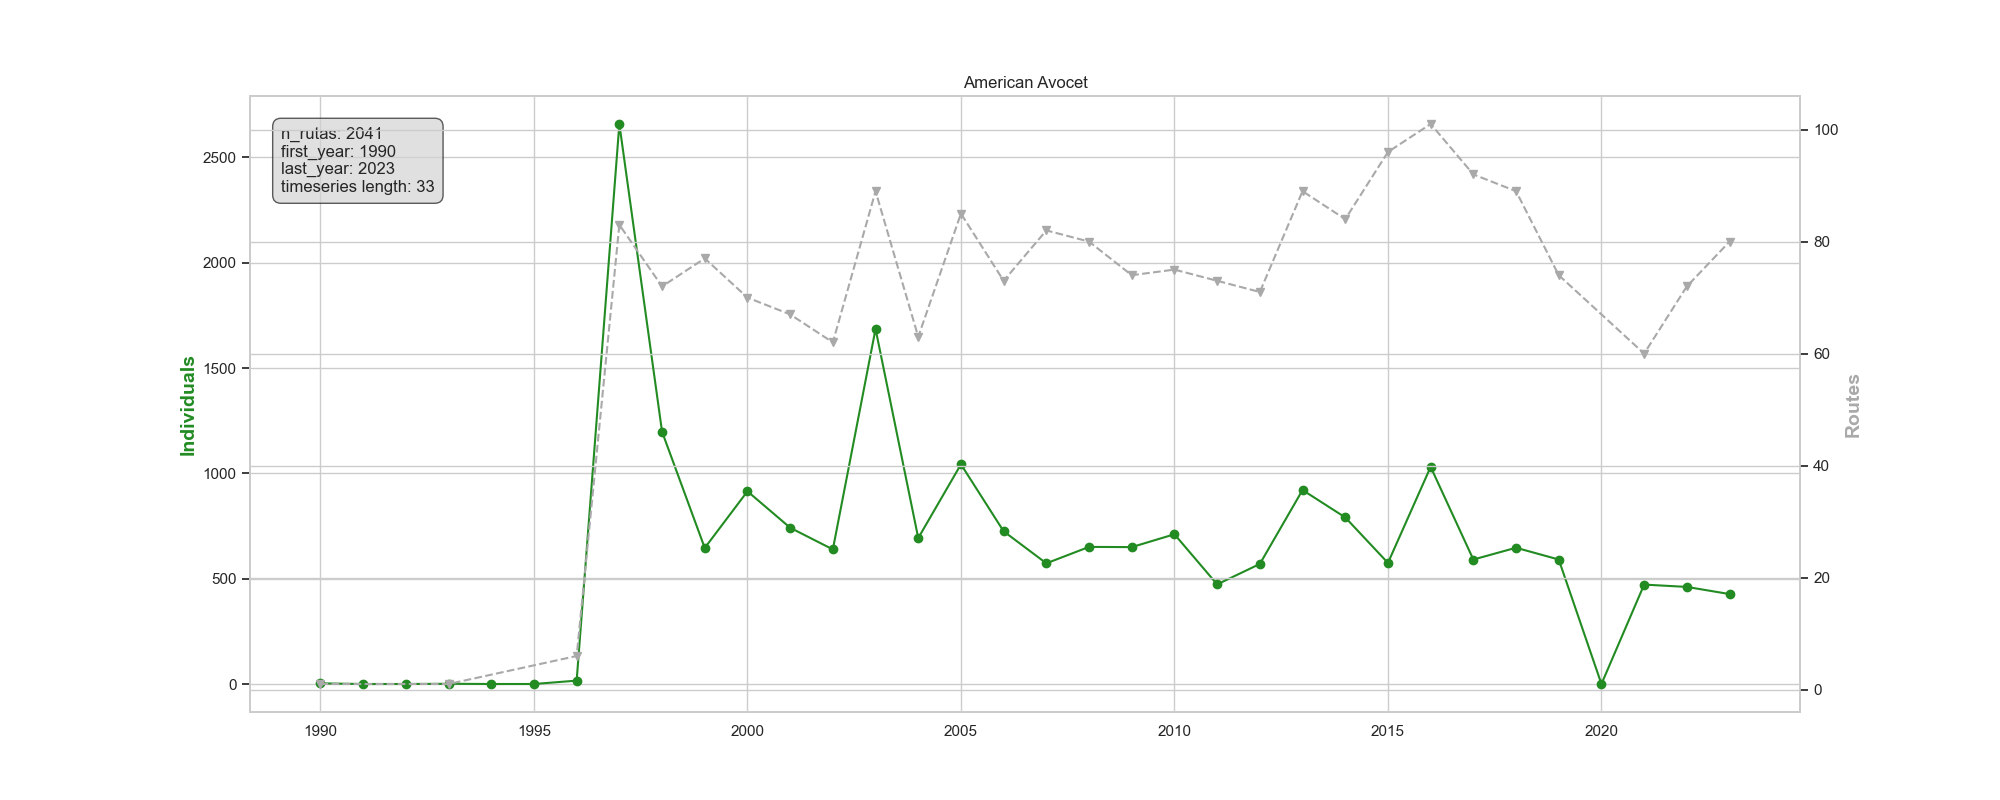 American Avocet
n_rutas: 2041
first_year: 1990
last_year: 2023
timeseries length: 33
2500
2000
1500
1000
500
0
Individuals
100
80
60
40
20
0
Routes
1990 1995 2000 2005 2010 2015 2020